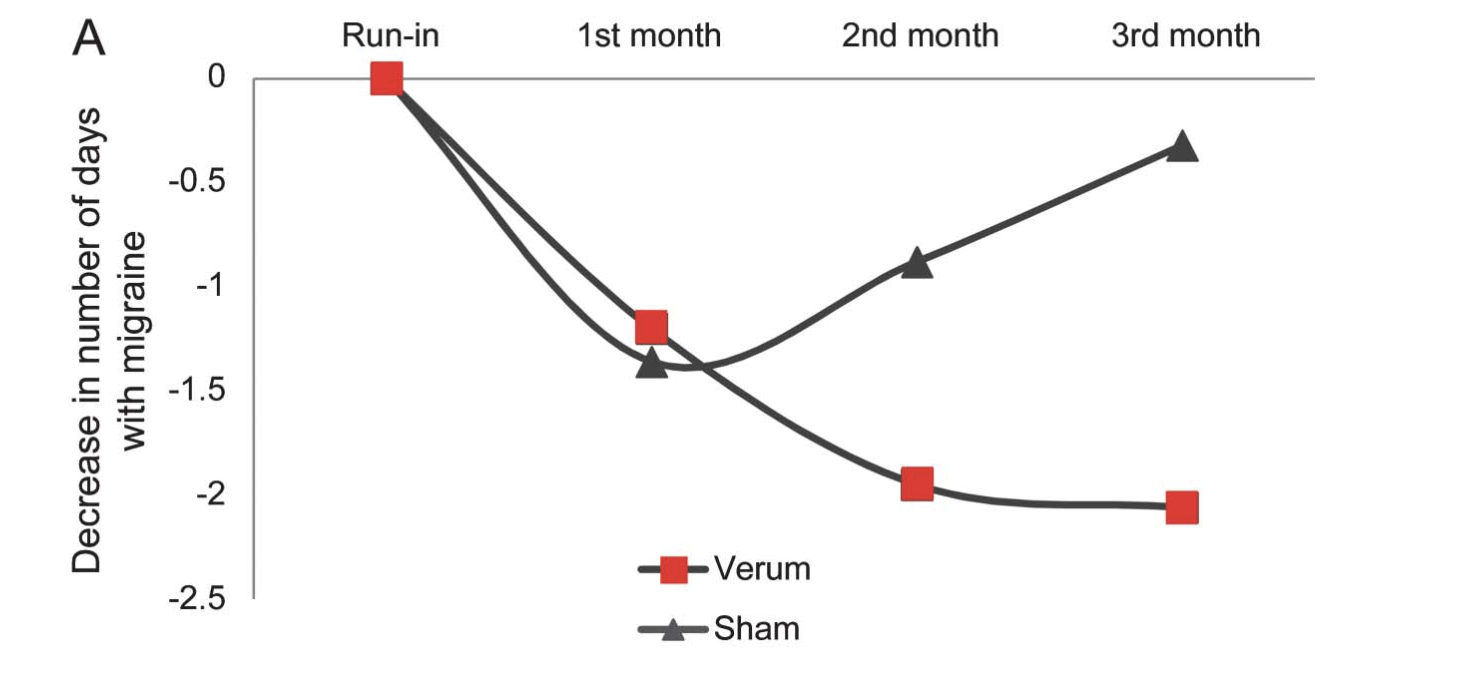 A
Run-in 1st month 2nd month 3rd month
0
-0.5
-1
-1.5
-2
-2.5
Decrease in number of days
with migraine
Verum
Sham